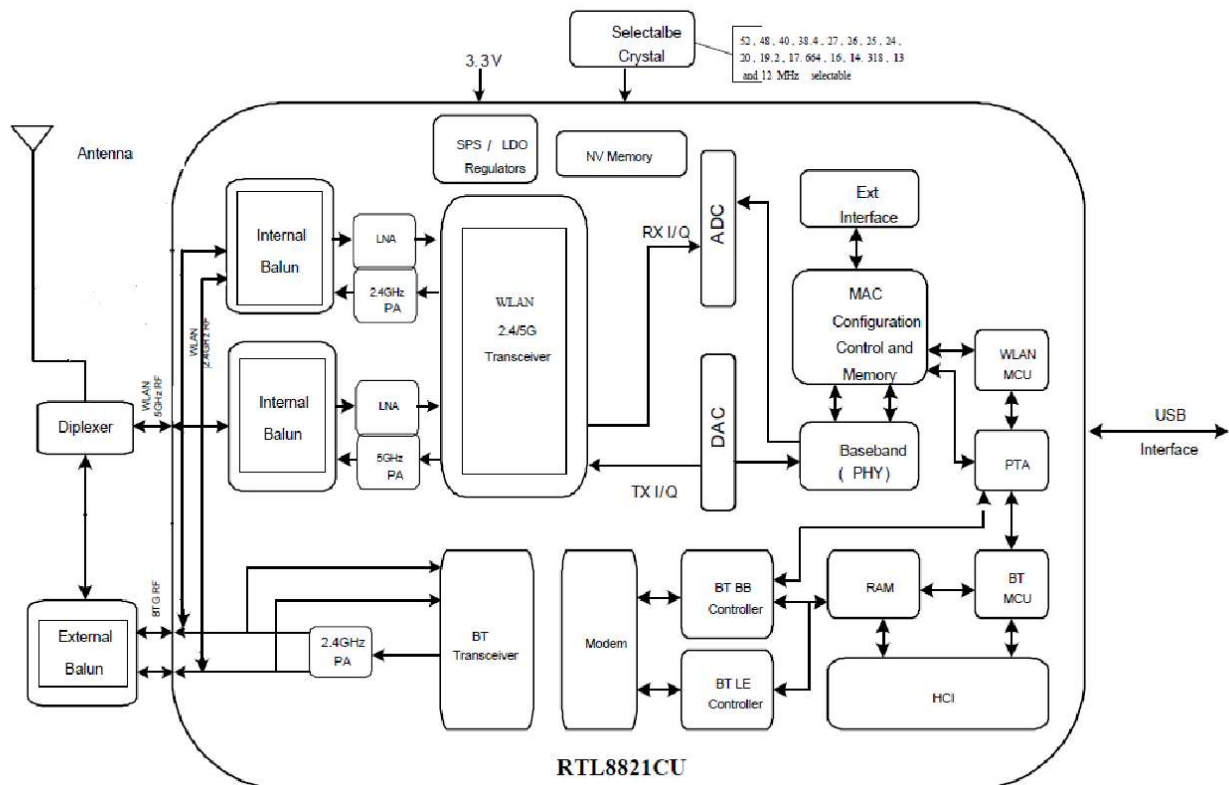 Selectalbe
Crystal
52 , 48 , 40 , 38.4 , 27 , 26 , 25 , 24 ,
20 , 19.2 , 17. 664 , 16 , 14. 318 , 13
and 12 MHz selectable
3. 3 V
Antenna
SPS / LDO
Regulators
NV Memory
Internal
Balun
LNA
2.4GHz
PA
WLAN
2.4/5G
Transceiver
RX I/Q
ADC
Ext
Interface
MAC
Configuration
Control and
Memory
WLAN
MCU
WLAN
2.4GHz RF
WLAN
5GHz RF
Diplexer
Internal
Balun
LNA
5GHz
PA
TX I/Q
DAC
Baseband
( PHY)
PTA
USB
Interface
BTG RF
External
Balun
2.4GHz
PA
BT
Transceiver
Modem
BT BB
Controller
BT LE
Controller
RAM
BT
MCU
HCI
RTL8821CU